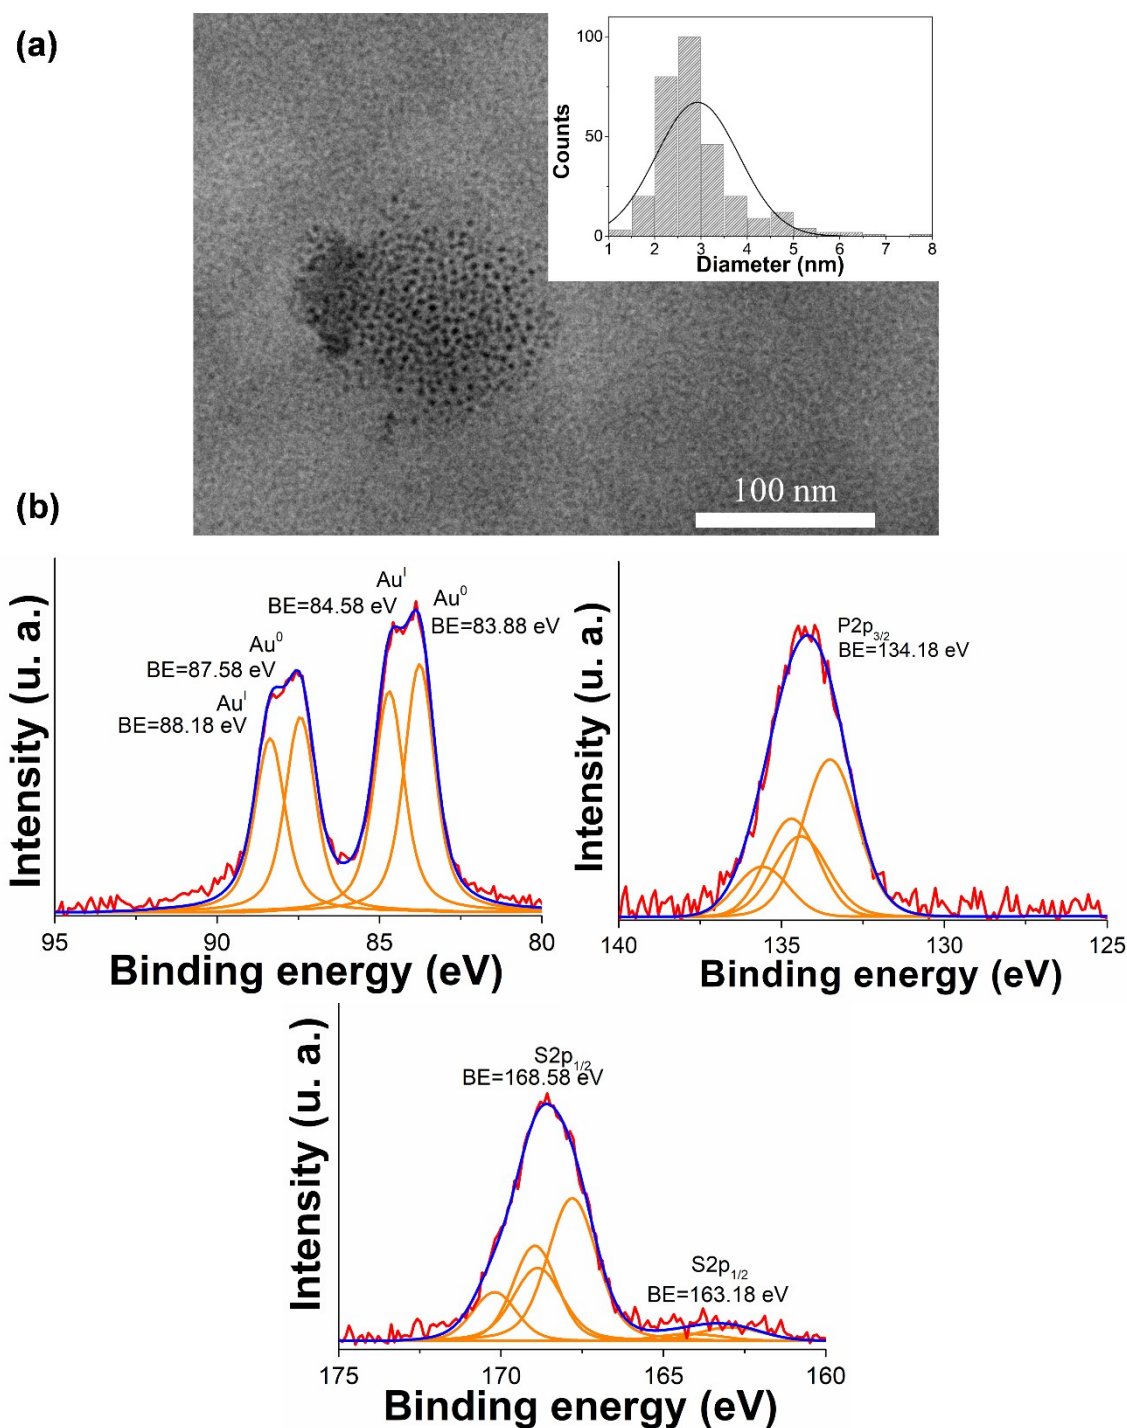 (a)
100
50
0
Counts
1 2 3 4 5 6 7 8
Diameter (nm)
100 nm
(b)
Au⁰
BE=87.58 eV
Auᴵ
BE=88.18 eV
Auᴵ
BE=84.58 eV
Au⁰
BE=83.88 eV
Intensity (u. a.)
95 90 85 80
Binding energy (eV)
P2p3/2
BE=134.18 eV
Intensity (u. a.)
140 135 130 125
Binding energy (eV)
S2p1/2
BE=168.58 eV
S2p1/2
BE=163.18 eV
Intensity (u. a.)
175 170 165 160
Binding energy (eV)